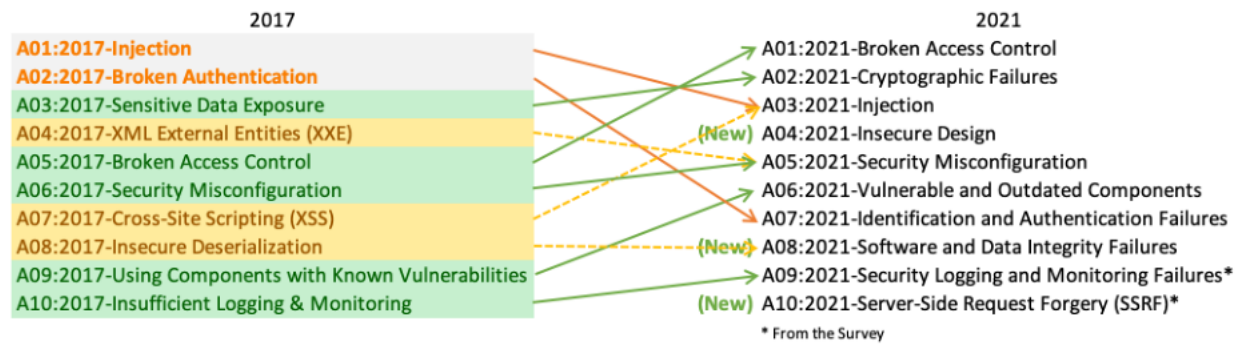 2017
2021
A01:2017-Injection
A02:2017-Broken Authentication
A03:2017-Sensitive Data Exposure
A04:2017-XML External Entities (XXE)
A05:2017-Broken Access Control
A06:2017-Security Misconfiguration
A07:2017-Cross-Site Scripting (XSS)
A08:2017-Insecure Deserialization
A09:2017-Using Components with Known Vulnerabilities
A10:2017-Insufficient Logging & Monitoring
A01:2021-Broken Access Control
A02:2021-Cryptographic Failures
A03:2021-Injection
(New) A04:2021-Insecure Design
A05:2021-Security Misconfiguration
A06:2021-Vulnerable and Outdated Components
A07:2021-Identification and Authentication Failures
(New) A08:2021-Software and Data Integrity Failures
A09:2021-Security Logging and Monitoring Failures*
(New) A10:2021-Server-Side Request Forgery (SSRF)*
* From the Survey